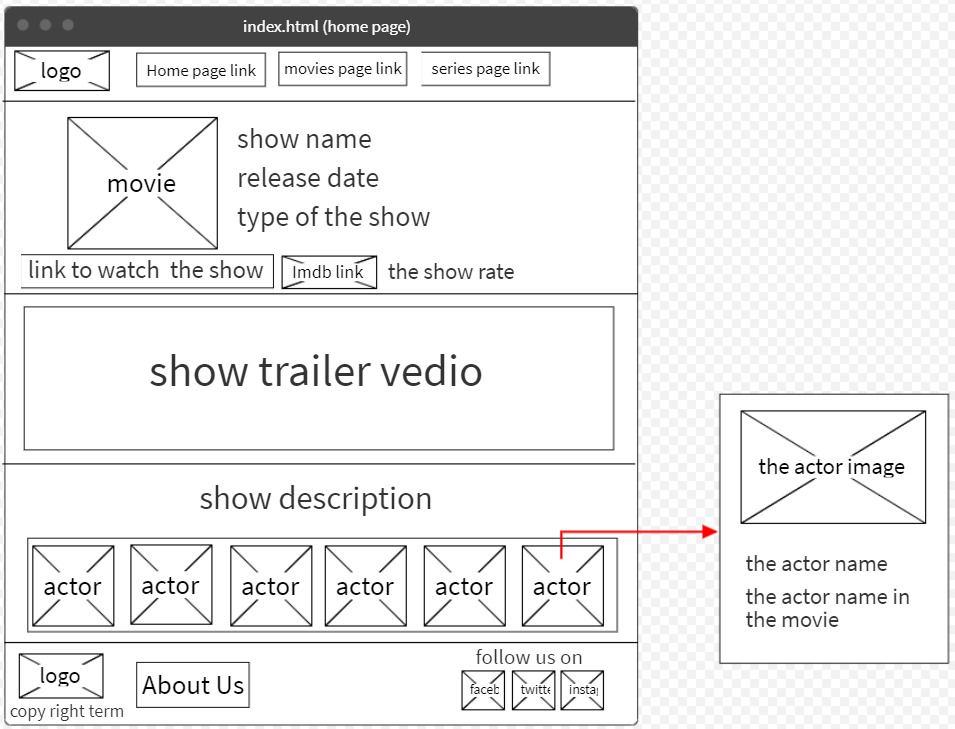 index.html (home page)
logo
Home page link
movies page link
series page link
movie
show name
release date
type of the show
link to watch the show
Imdb link
the show rate
show trailer vedio
show description
actor
actor
actor
actor
actor
actor
the actor image
the actor name
the actor name in
the movie
logo
copy right term
About Us
follow us on
faceb
twitte
insta